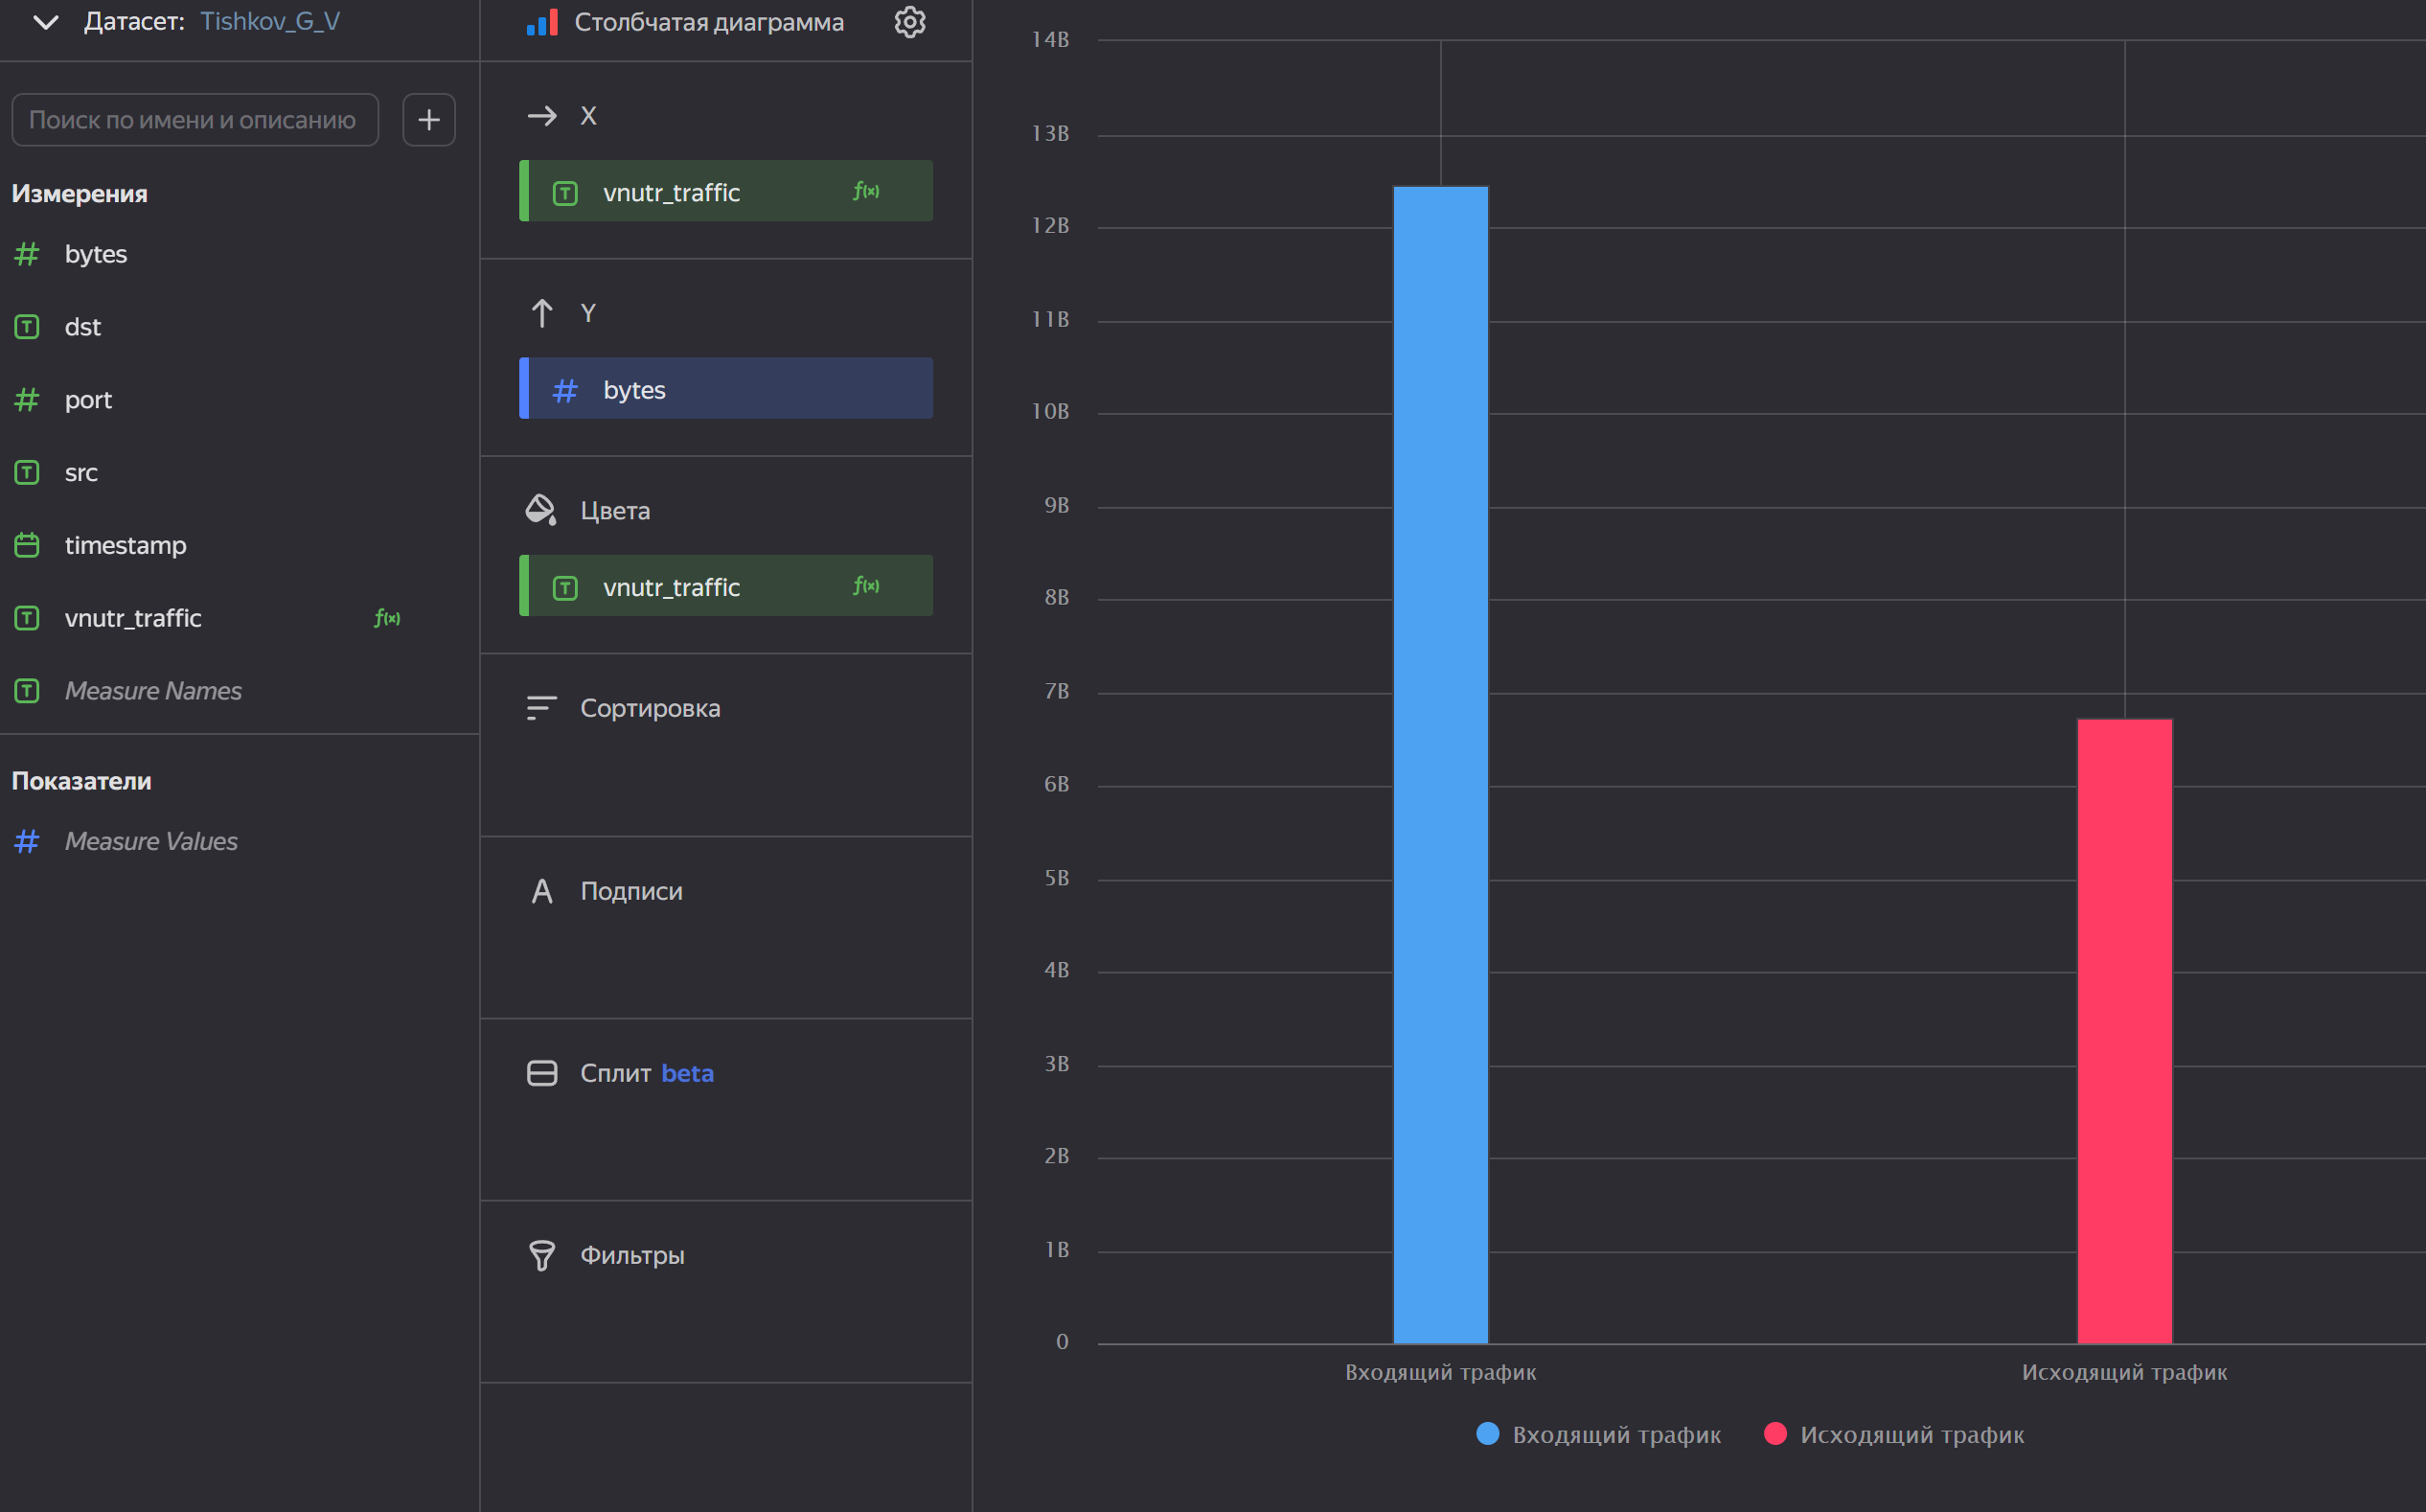 Датасет: Tishkov_G_V
Поиск по имени и описанию
Измерения
bytes
dst
port
src
timestamp
vnutr_traffic f(x)
Measure Names
Показатели
Measure Values
Столбчатая диаграмма
X
vnutr_traffic f(x)
Y
bytes
Цвета
vnutr_traffic f(x)
Сортировка
Подписи
Сплит beta
Фильтры
14B
13B
12B
11B
10B
9B
8B
7B
6B
5B
4B
3B
2B
1B
0
Входящий трафик Исходящий трафик
Входящий трафик Исходящий трафик